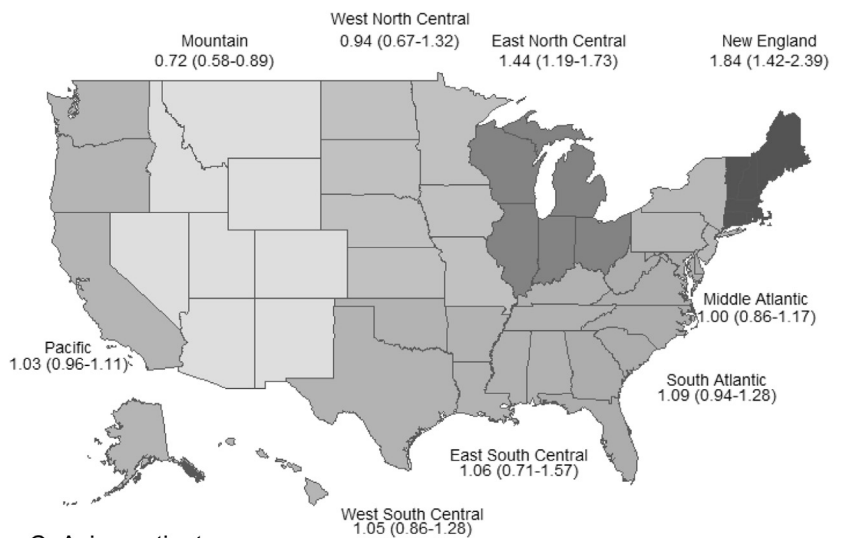 West North Central
0.94 (0.67-1.32)
Mountain
0.72 (0.58-0.89)
East North Central
1.44 (1.19-1.73)
New England
1.84 (1.42-2.39)
Middle Atlantic
1.00 (0.86-1.17)
Pacific
1.03 (0.96-1.11)
South Atlantic
1.09 (0.94-1.28)
East South Central
1.06 (0.71-1.57)
West South Central
1.05 (0.86-1.28)